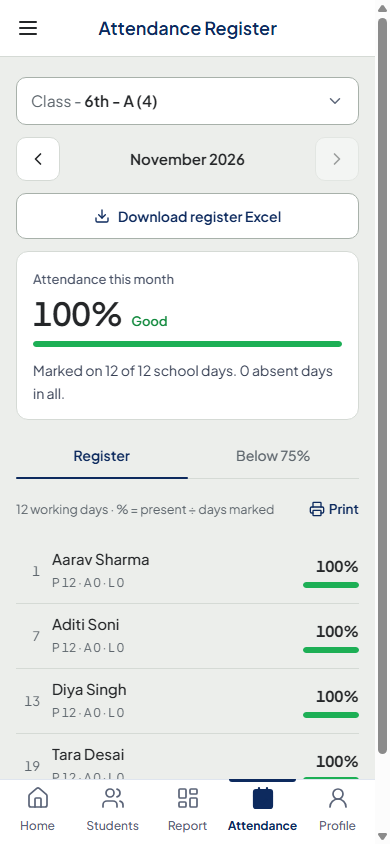 Attendance Register
Class - 6th - A (4)
November 2026
Download register Excel
Attendance this month
100% Good
Marked on 12 of 12 school days. 0 absent days
in all.
Register
Below 75%
12 working days · % = present ÷ days marked
Print
1 Aarav Sharma 100%
P 12 · A 0 · L 0
7 Aditi Soni 100%
P 12 · A 0 · L 0
13 Diya Singh 100%
P 12 · A 0 · L 0
19 Tara Desai 100%
P 12 · A 0 · L 0
Home
Students
Report
Attendance
Profile